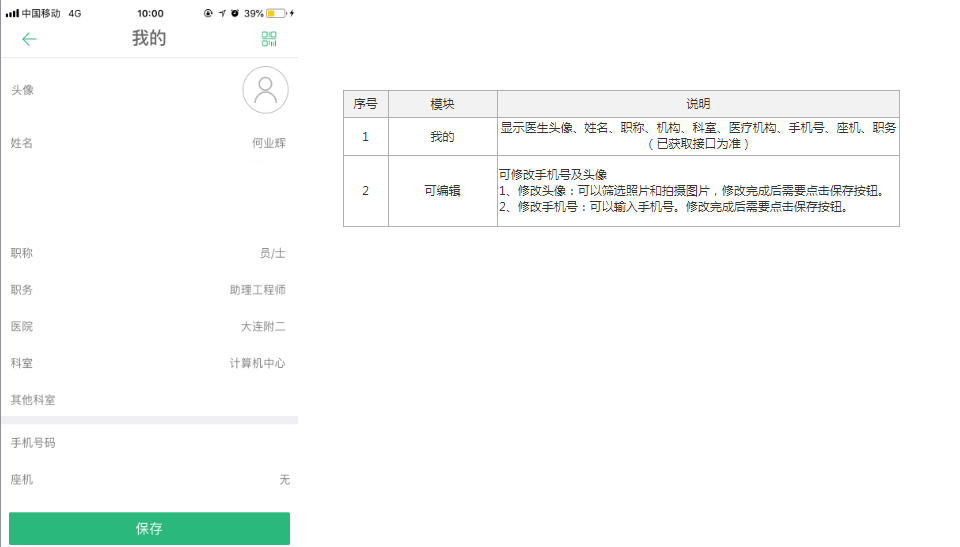 中国移动 4G 10:00 39%
我的
头像
姓名 何业辉
职称 员/士
职务 助理工程师
医院 大连附二
科室 计算机中心
其他科室
手机号码
座机 无
保存
序号 模块 说明
1 我的 显示医生头像、姓名、职称、机构、科室、医疗机构、手机号、座机、职务
（已获取接口为准）
2 可编辑 可修改手机号及头像
1、修改头像：可以筛选照片和拍摄图片，修改完成后需要点击保存按钮。
2、修改手机号：可以输入手机号。修改完成后需要点击保存按钮。